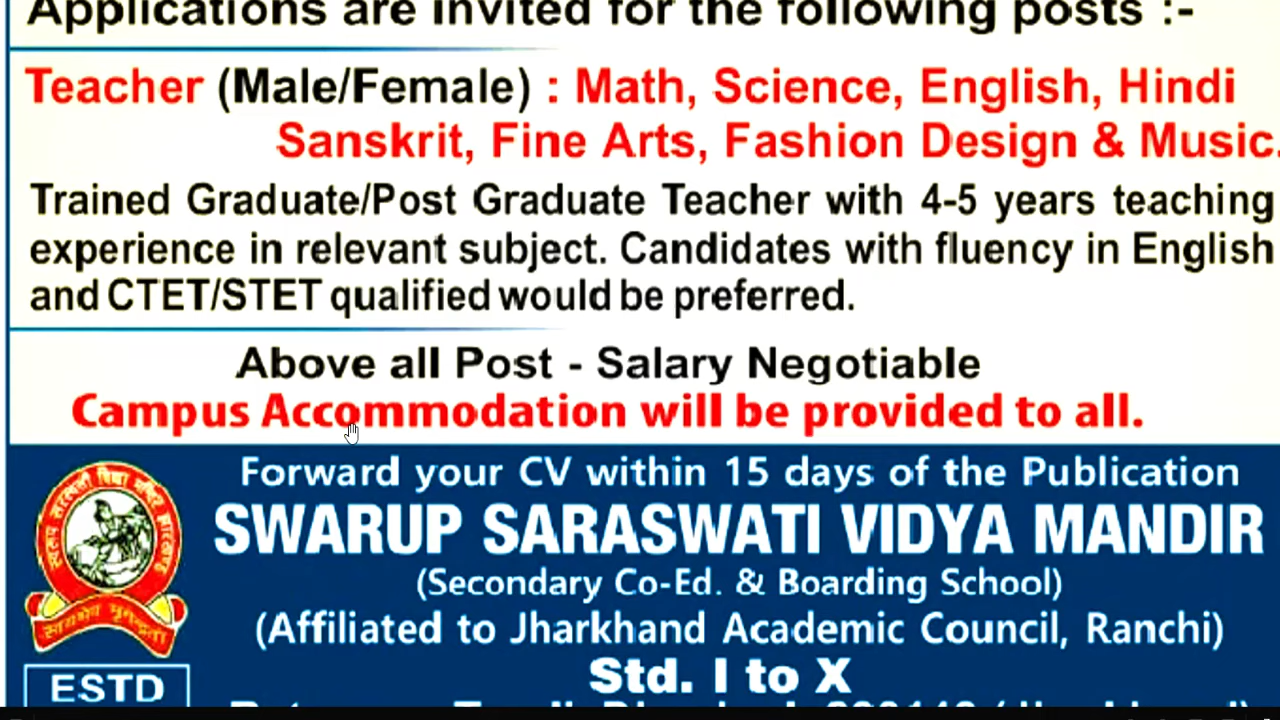 Applications are invited for the following posts :-
Teacher (Male/Female) : Math, Science, English, Hindi
Sanskrit, Fine Arts, Fashion Design & Music.
Trained Graduate/Post Graduate Teacher with 4-5 years teaching
experience in relevant subject. Candidates with fluency in English
and CTET/STET qualified would be preferred.
Above all Post - Salary Negotiable
Campus Accommodation will be provided to all.
Forward your CV within 15 days of the Publication
SWARUP SARASWATI VIDYA MANDIR
(Secondary Co-Ed. & Boarding School)
(Affiliated to Jharkhand Academic Council, Ranchi)
Std. I to X
ESTD